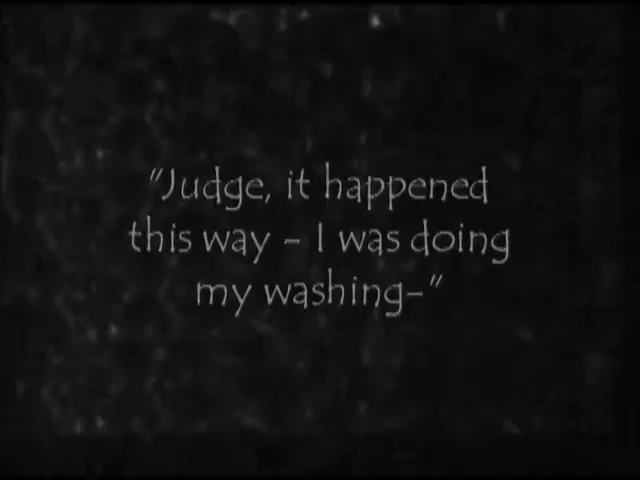 "Judge, it happened
this way – I was doing
my washing–"